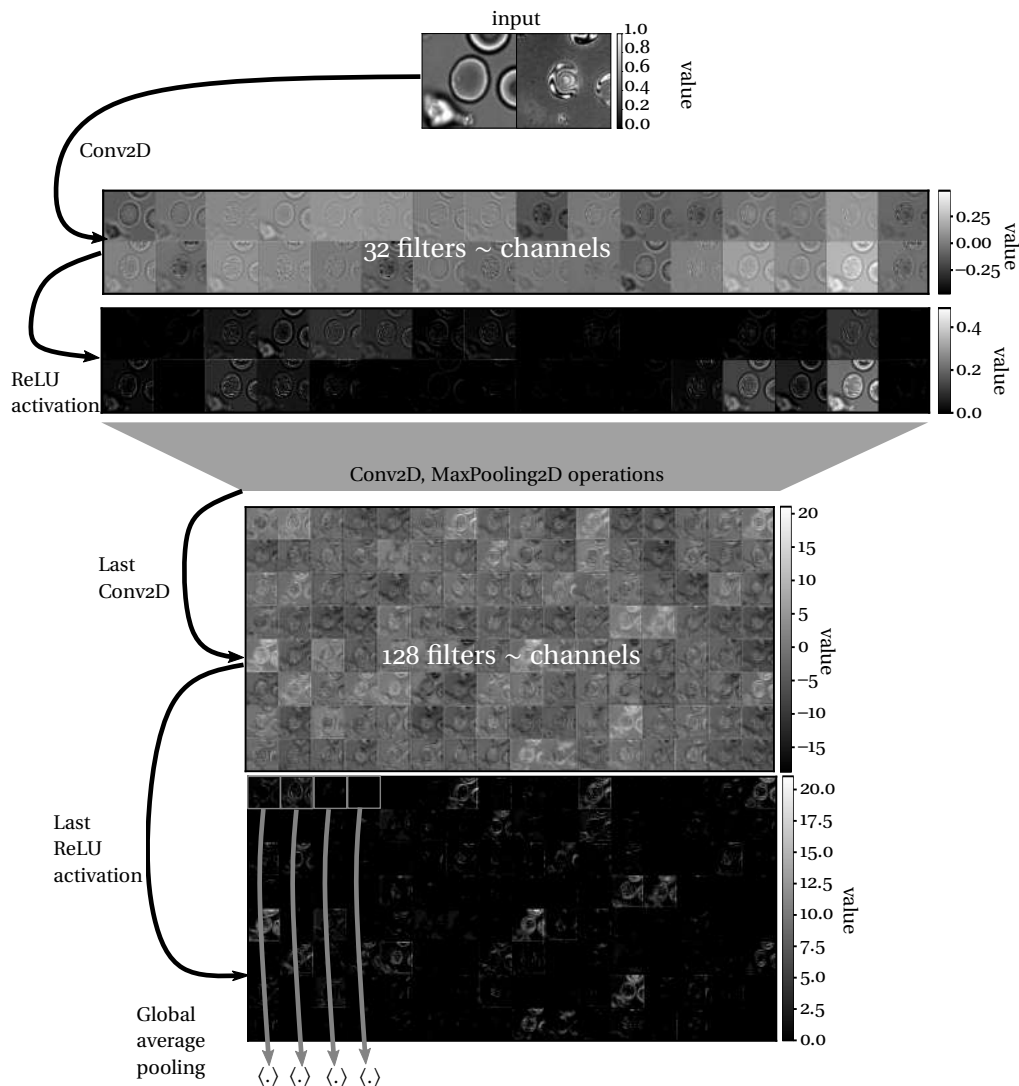 input
1.0
0.8
0.6
0.4
0.2
0.0
value
Conv2D
32 filters ~ channels
0.25
0.00
−0.25
value
ReLU
activation
0.4
0.2
0.0
value
Conv2D, MaxPooling2D operations
Last
Conv2D
128 filters ~ channels
20
15
10
5
0
−5
−10
−15
value
Last
ReLU
activation
20.0
17.5
15.0
12.5
10.0
7.5
5.0
2.5
0.0
value
Global
average
pooling
⟨.⟩ ⟨.⟩ ⟨.⟩ ⟨.⟩